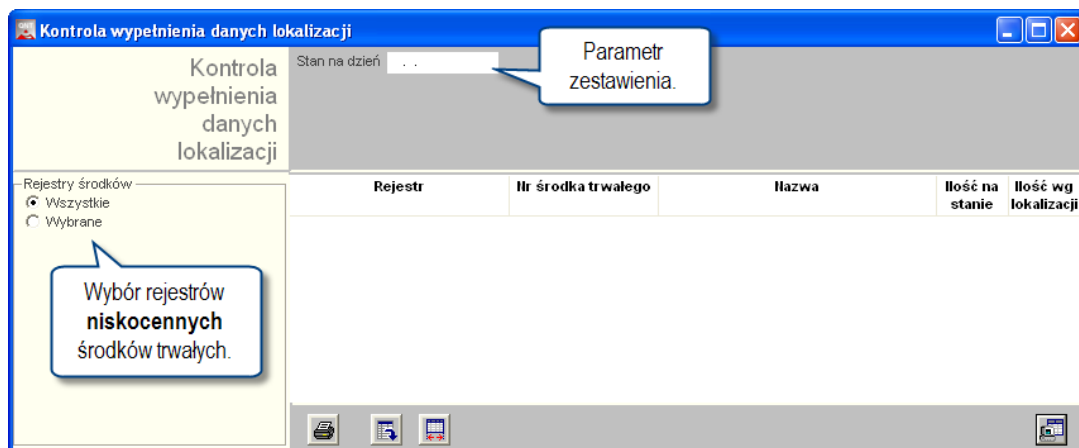 Kontrola wypełnienia danych lokalizacji
Kontrola
wypełnienia
danych
lokalizacji
Stan na dzień . .
Parametr
zestawienia.
Rejestry środków
Wszystkie
Wybrane
Wybór rejestrów
niskocennych
środków trwałych.
Rejestr Nr środka trwałego Nazwa Ilość na Ilość wg
stanie lokalizacji